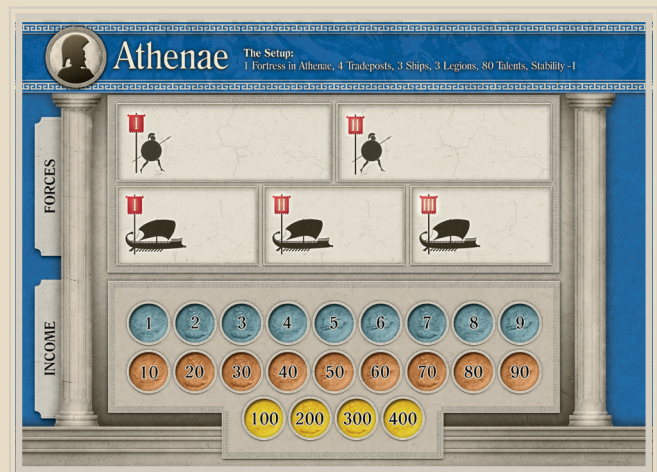 Athenae
The Setup:
1 Fortress in Athenae, 4 Tradeposts, 3 Ships, 3 Legions, 80 Talents, Stability -1
FORCES
I II
I II III
INCOME
1 2 3 4 5 6 7 8 9
10 20 30 40 50 60 70 80 90
100 200 300 400